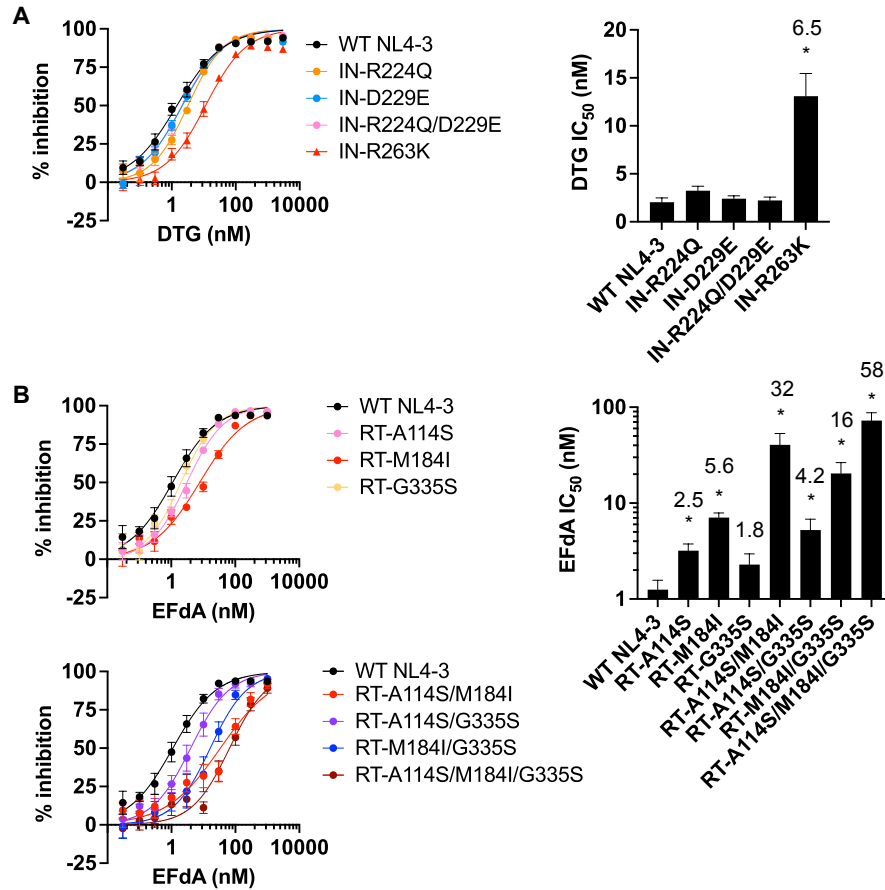 A
100
75
50
25
0
-25
% inhibition
1
100
10000
DTG (nM)
WT NL4-3
IN-R224Q
IN-D229E
IN-R224Q/D229E
IN-R263K
20
15
10
5
0
DTG IC50 (nM)
6.5
*
WT NL4-3
IN-R224Q
IN-D229E
IN-R224Q/D229E
IN-R263K
B
100
75
50
25
0
-25
% inhibition
1
100
10000
EFdA (nM)
WT NL4-3
RT-A114S
RT-M184I
RT-G335S
100
10
1
EFdA IC50 (nM)
2.5
*
5.6
*
1.8
32
*
4.2
*
16
*
58
*
WT NL4-3
RT-A114S
RT-M184I
RT-G335S
RT-A114S/M184I
RT-A114S/G335S
RT-M184I/G335S
RT-A114S/M184I/G335S
100
75
50
25
0
-25
% inhibition
1
100
10000
EFdA (nM)
WT NL4-3
RT-A114S/M184I
RT-A114S/G335S
RT-M184I/G335S
RT-A114S/M184I/G335S